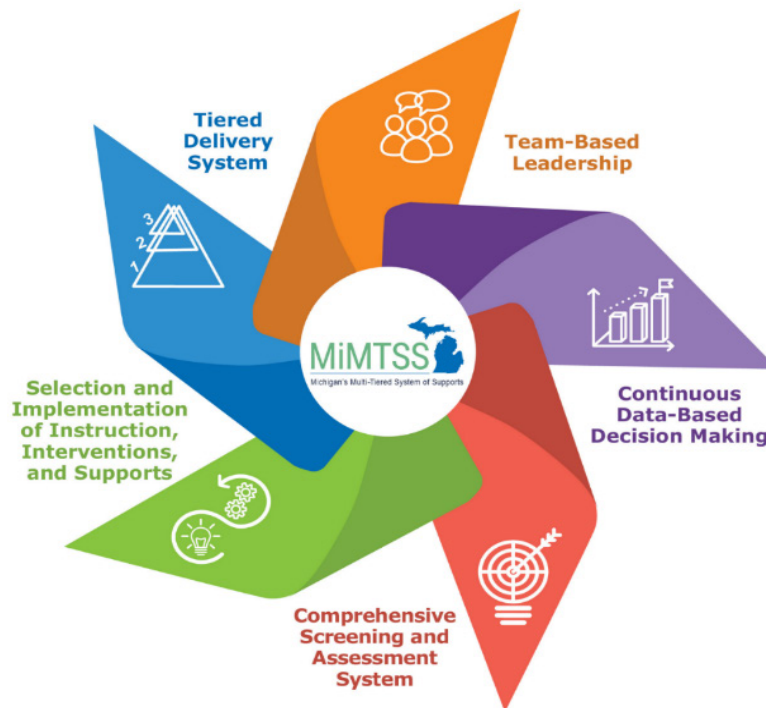 Tiered
Delivery
System
Team-Based
Leadership
3
2
1
MiMTSS
Michigan's Multi-Tiered System of Supports
Selection and
Implementation
of Instruction,
Interventions,
and Supports
Continuous
Data-Based
Decision Making
Comprehensive
Screening and
Assessment
System